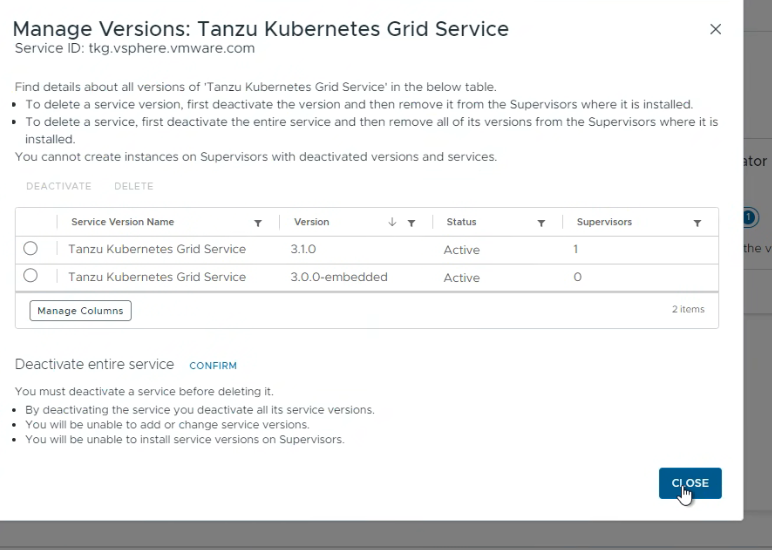 Manage Versions: Tanzu Kubernetes Grid Service
Service ID: tkg.vsphere.vmware.com
Find details about all versions of 'Tanzu Kubernetes Grid Service' in the below table.
• To delete a service version, first deactivate the version and then remove it from the Supervisors where it is installed.
• To delete a service, first deactivate the entire service and then remove all of its versions from the Supervisors where it is
installed.
You cannot create instances on Supervisors with deactivated versions and services.
ator
DEACTIVATE DELETE
Service Version Name Version Status Supervisors
1
Tanzu Kubernetes Grid Service 3.1.0 Active 1
the v
Tanzu Kubernetes Grid Service 3.0.0-embedded Active 0
Manage Columns 2 items
Deactivate entire service CONFIRM
You must deactivate a service before deleting it.
• By deactivating the service you deactivate all its service versions.
• You will be unable to add or change service versions.
• You will be unable to install service versions on Supervisors.
CLOSE